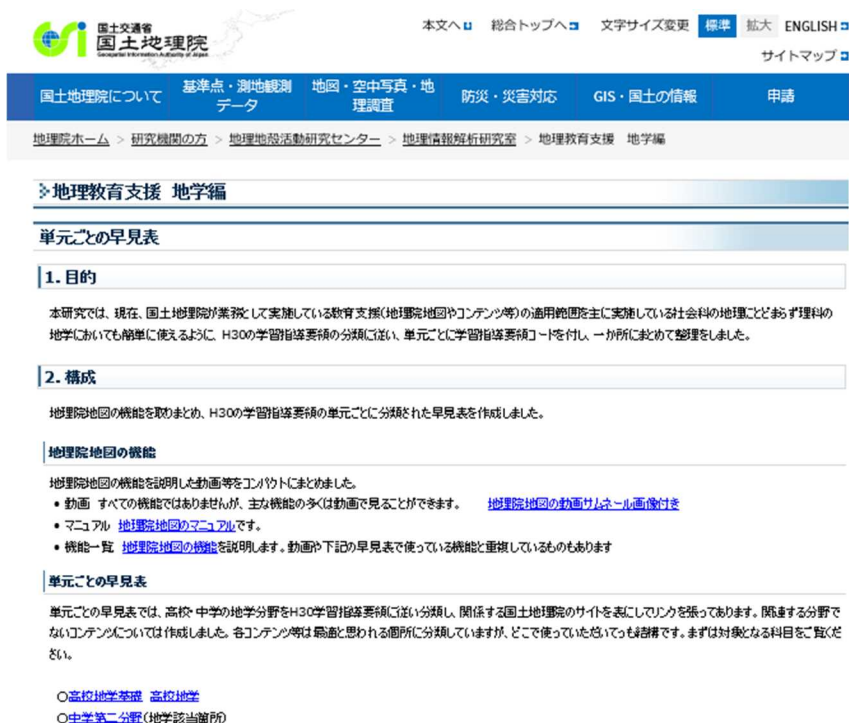 国土交通省
国土地理院
Geospatial Information Authority of Japan
本文へ 総合トップへ 文字サイズ変更 標準 拡大 ENGLISH
サイトマップ
国土地理院について 基準点・測地観測データ 地図・空中写真・地理調査 防災・災害対応 GIS・国土の情報 申請
地理院ホーム > 研究機関の方 > 地理地殻活動研究センター > 地理情報解析研究室 > 地理教育支援 地学編
地理教育支援 地学編
単元ごとの早見表
1. 目的
本研究では、現在、国土地理院が業務として実施している教育支援(地理院地図やコンテンツ等)の適用範囲を主に実施している社会科の地理にとどまらず理科の
地学においても簡単に使えるように、H30の学習指導要領の分類に従い、単元ごとに学習指導要領コードを付し、一か所にまとめて整理をしました。
2. 構成
地理院地図の機能を取りまとめ、H30の学習指導要領の単元ごとに分類された早見表を作成しました。
地理院地図の機能
地理院地図の機能を説明した動画等をコンパクトにまとめました。
• 動画 すべての機能ではありませんが、主な機能の多くは動画で見ることができます。 地理院地図の動画サムネール画像付き
• マニュアル 地理院地図のマニュアルです。
• 機能一覧 地理院地図の機能を説明します。動画や下記の早見表で使っている機能と重複しているものもあります
単元ごとの早見表
単元ごとの早見表では、高校・中学の地学分野をH30学習指導要領に従い分類し、関係する国土地理院のサイトを表にしてリンクを張ってあります。関連する分野で
ないコンテンツについては作成しました。各コンテンツ等は最適と思われる個所に分類していますが、どこで使っていただいてっも結構です。まずは対象となる科目をご覧くだ
さい。
○高校地学基礎 高校地学
○中学第二分野(地学該当箇所)